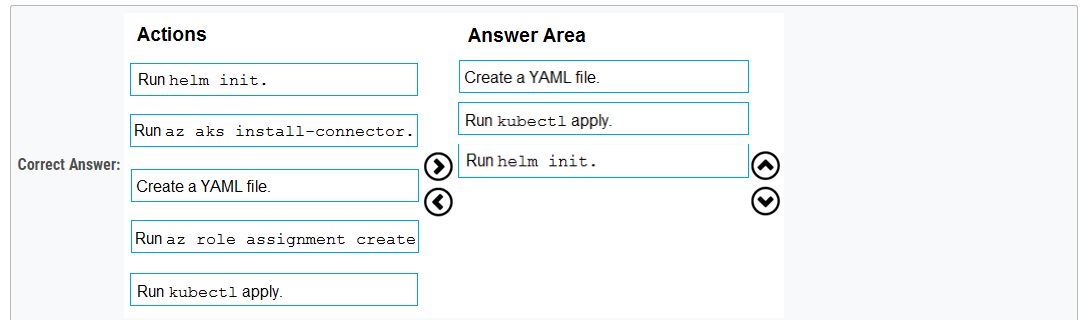 Actions
Answer Area
Run helm init.
Create a YAML file.
Run az aks install-connector.
Run kubectl apply.
Correct Answer:
Run helm init.
Create a YAML file.
Run az role assignment create
Run kubectl apply.